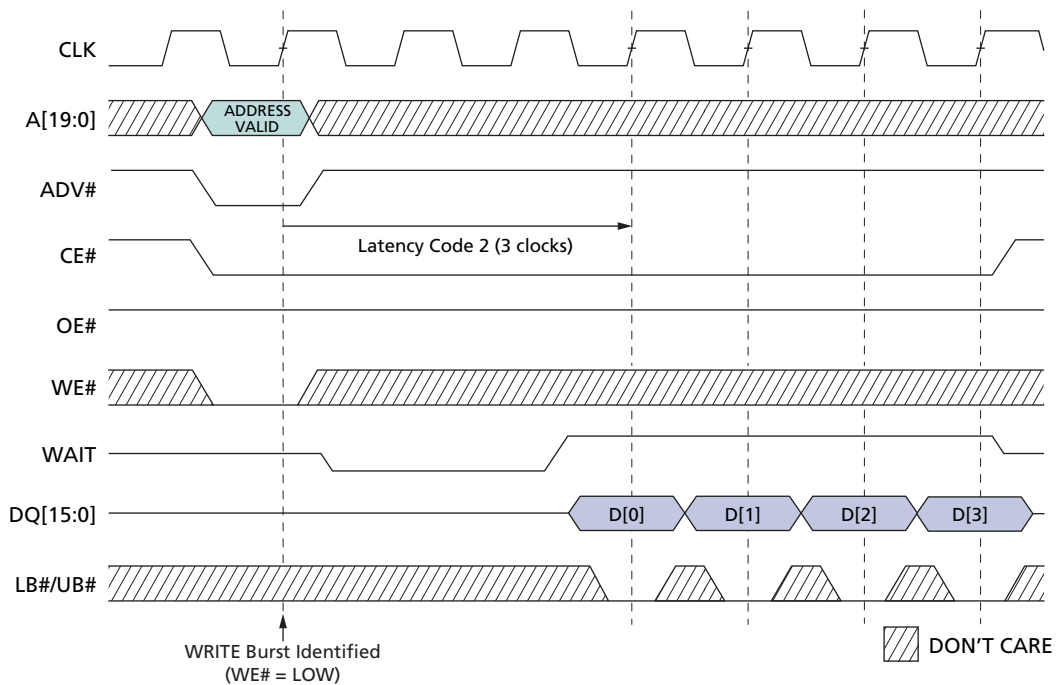 CLK
A[19:0]
ADDRESS
VALID
ADV#
Latency Code 2 (3 clocks)
CE#
OE#
WE#
WAIT
DQ[15:0]
D[0]
D[1]
D[2]
D[3]
LB#/UB#
WRITE Burst Identified
(WE# = LOW)
DON'T CARE